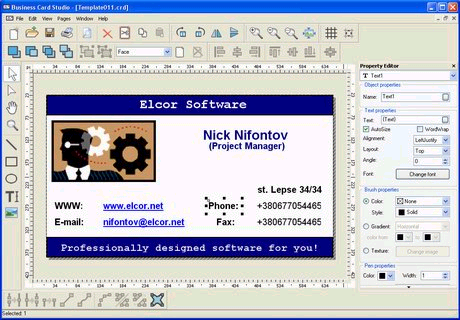 Business Card Studio - [Template011.crd]
File Edit View Pages Window Help
Face
Elcor Software
Nick Nifontov
(Project Manager)
st. Lepse 34/34
WWW: www.elcor.net Phone: +380677054465
E-mail: nifontov@elcor.net Fax: +380677054465
Professionally designed software for you!
Property Editor
Text1
Object properties
Name: Text1
Text properties
Text: (Text)
AutoSize WordWrap
Alignment: LeftJustify
Layout: Top
Angle: 0
Font: Change font
Brush properties
Color None
Style: Solid
Gradient: Horizontal
color from: to
Texture: Change image
Pen properties
Color: Width: 1
Selected: 1